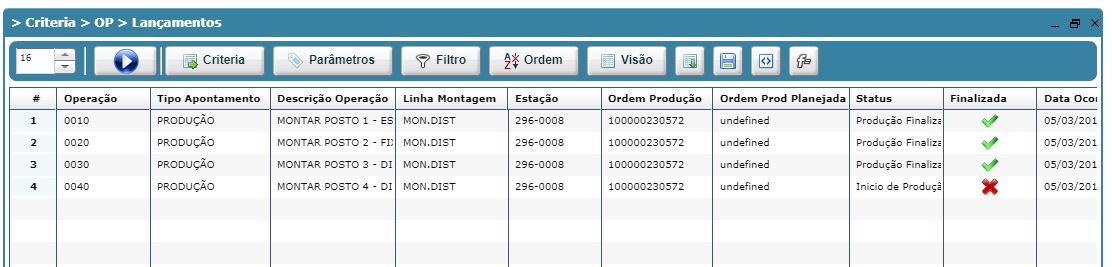 > Criteria > OP > Lançamentos
16 Criteria Parâmetros Filtro Ordem Visão
# Operação Tipo Apontamento Descrição Operação Linha Montagem Estação Ordem Produção Ordem Prod Planejada Status Finalizada Data Ocor
1 0010 PRODUÇÃO MONTAR POSTO 1 - ES MON.DIST 296-0008 100000230572 undefined Produção Finaliza 05/03/201
2 0020 PRODUÇÃO MONTAR POSTO 2 - FI MON.DIST 296-0008 100000230572 undefined Produção Finaliza 05/03/201
3 0030 PRODUÇÃO MONTAR POSTO 3 - DI MON.DIST 296-0008 100000230572 undefined Produção Finaliza 05/03/201
4 0040 PRODUÇÃO MONTAR POSTO 4 - DI MON.DIST 296-0008 100000230572 undefined Inicio de Produçã 05/03/201